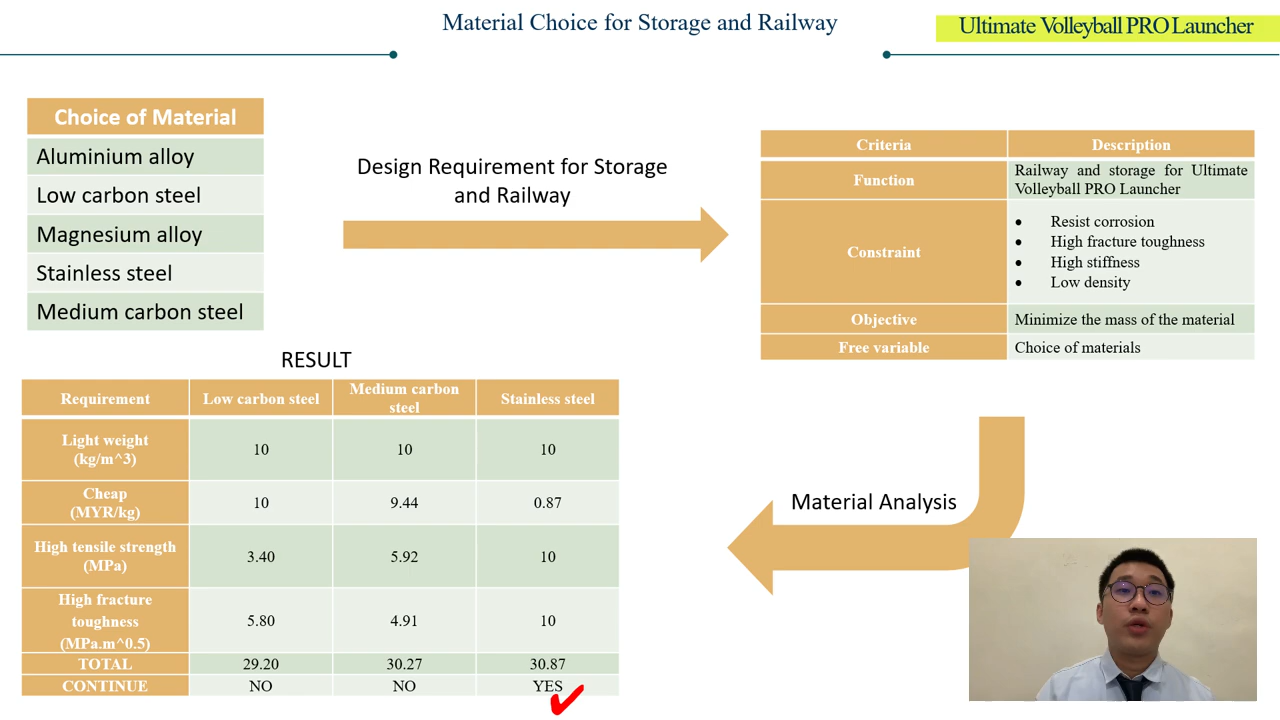 Material Choice for Storage and Railway
Ultimate Volleyball PRO Launcher
Choice of Material
Aluminium alloy
Low carbon steel
Magnesium alloy
Stainless steel
Medium carbon steel
Design Requirement for Storage
and Railway
Criteria Description
Function Railway and storage for Ultimate
Volleyball PRO Launcher
Constraint
• Resist corrosion
• High fracture toughness
• High stiffness
• Low density
Objective Minimize the mass of the material
Free variable Choice of materials
Material Analysis
RESULT
Requirement Low carbon steel Medium carbon
steel Stainless steel
Light weight
(kg/m^3) 10 10 10
Cheap
(MYR/kg) 10 9.44 0.87
High tensile strength
(MPa) 3.40 5.92 10
High fracture
toughness
(MPa.m^0.5) 5.80 4.91 10
TOTAL 29.20 30.27 30.87
CONTINUE NO NO YES